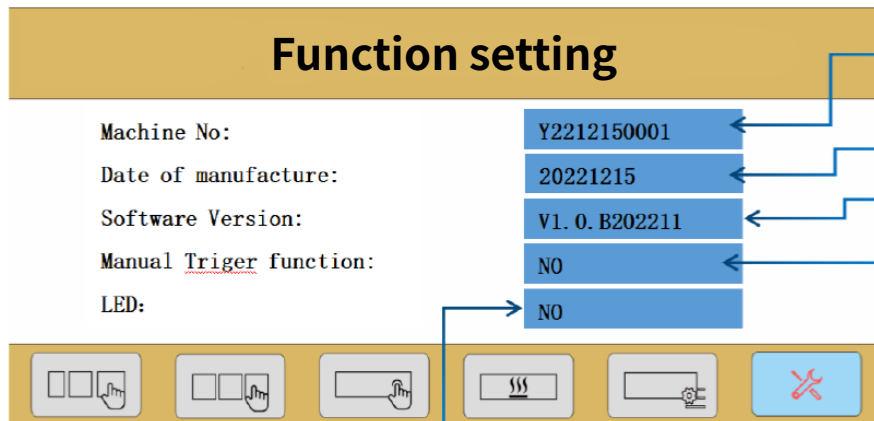 Function setting
Machine No: Y2212150001
Date of manufacture: 20221215
Software Version: V1.0.B202211
Manual Triger function: NO
LED: NO